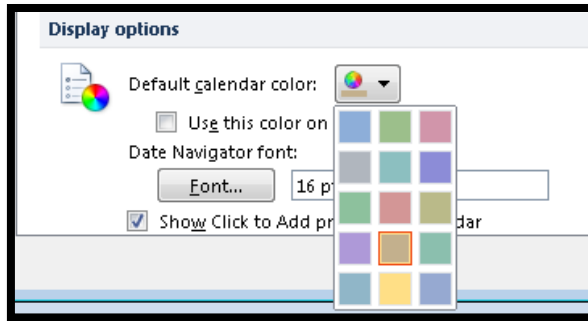 Display options
Default calendar color:
Use this color on
Date Navigator font:
Font...
16 p
Show Click to Add pr
dar